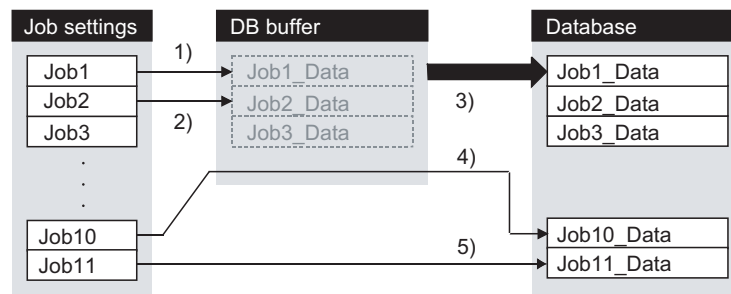 Job settings
DB buffer
Database
Job1
1)
Job1_Data
Job1_Data
Job2
2)
Job2_Data
3)
Job2_Data
Job3
Job3_Data
Job3_Data
4)
Job10
Job10_Data
Job11
5)
Job11_Data